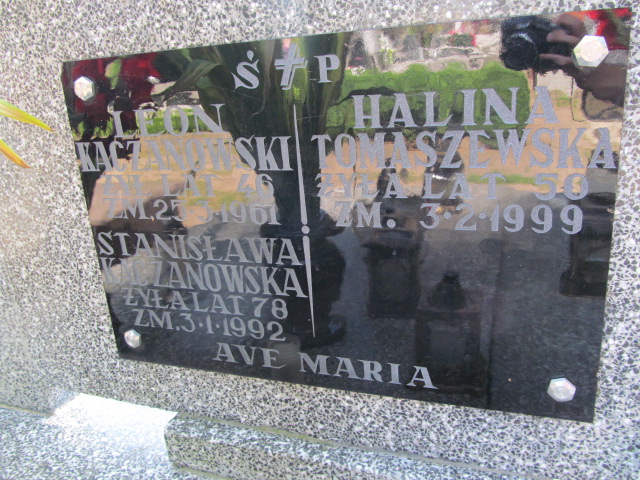 Ś † P
LEON
KACZANOWSKI
ŻYŁ LAT 46
ZM. 25·3·1961
STANISŁAWA
KACZANOWSKA
ŻYŁA LAT 78
ZM. 3·1·1992
HALINA
TOMASZEWSKA
ŻYŁA LAT 50
ZM. 3·2·1999
AVE MARIA